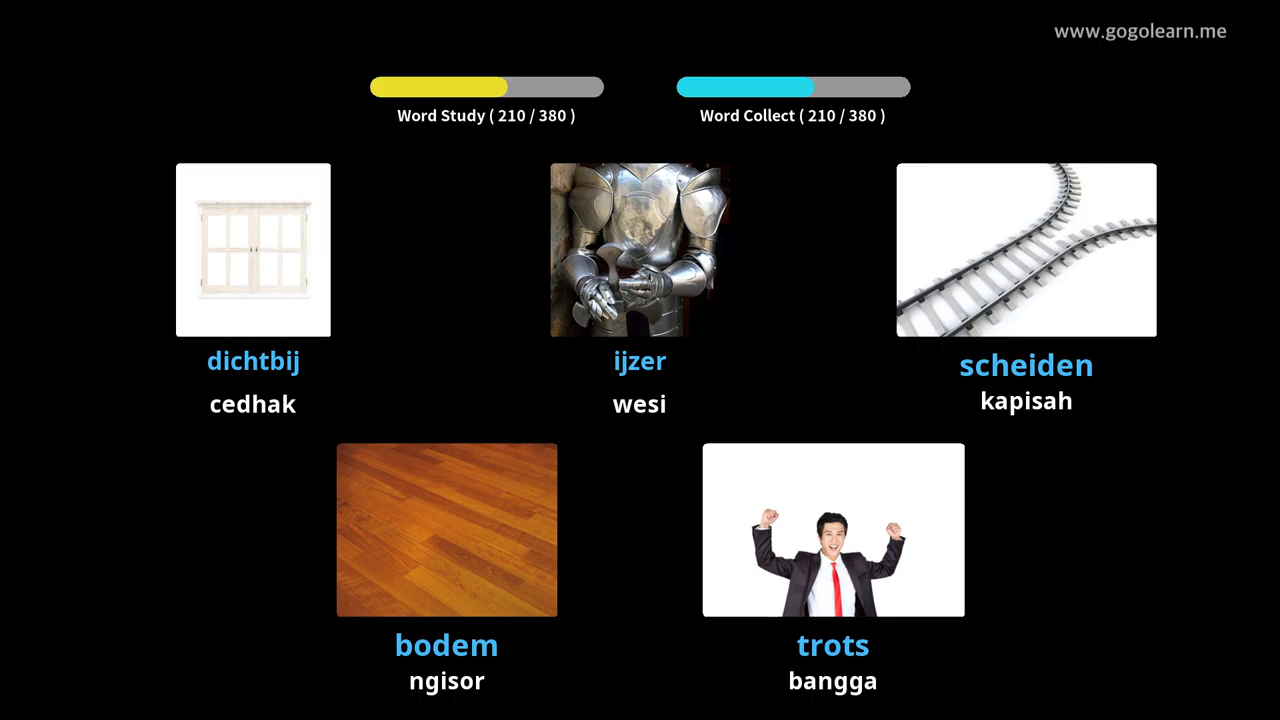 www.gogolearn.me
Word Study ( 210 / 380 )
Word Collect ( 210 / 380 )
dichtbij
cedhak
ijzer
wesi
scheiden
kapisah
bodem
ngisor
trots
bangga